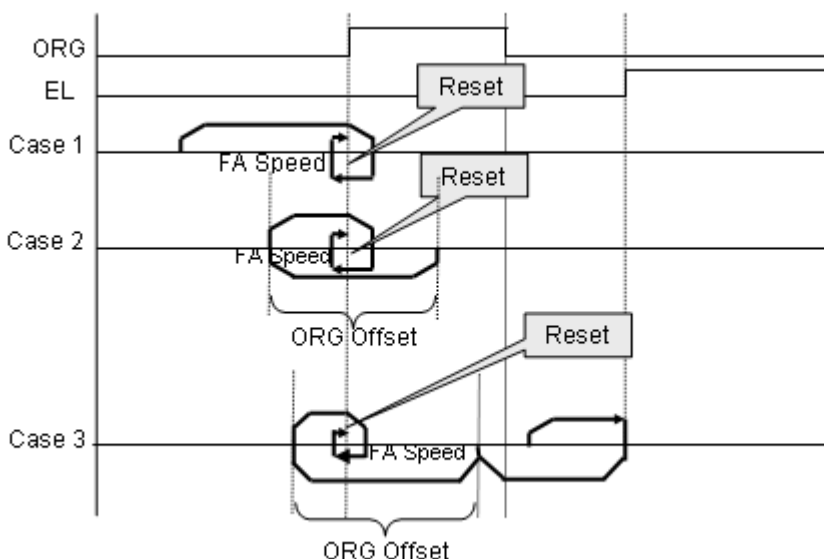 ORG
EL
Reset
Case 1
FA Speed
Reset
Case 2
FA Speed
ORG Offset
Reset
Case 3
FA Speed
ORG Offset